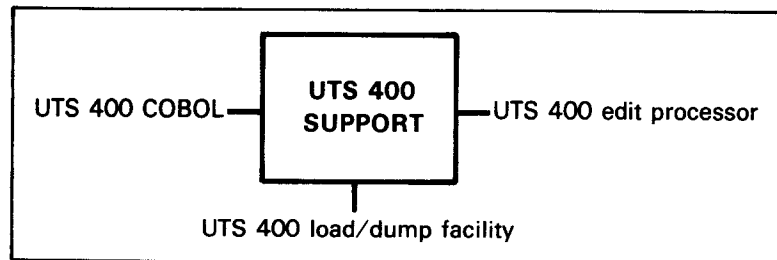 UTS 400
SUPPORT
UTS 400 COBOL
UTS 400 edit processor
UTS 400 load/dump facility